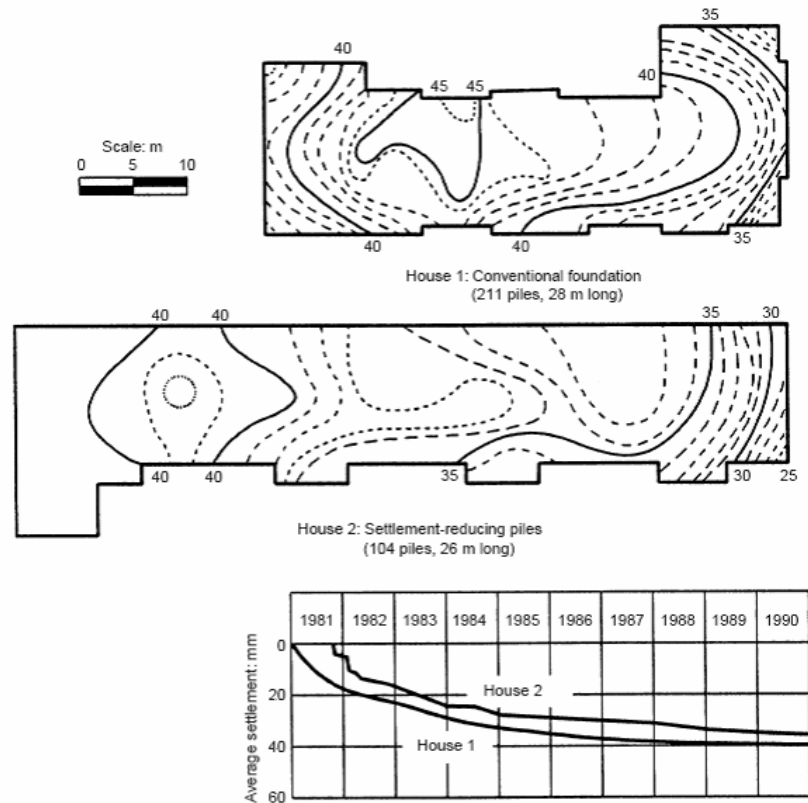 40
35
45 45
40
Scale: m
0 5 10
40
40
35
House 1: Conventional foundation
(211 piles, 28 m long)
40 40
35 30
40 40
35
30 25
House 2: Settlement-reducing piles
(104 piles, 26 m long)
1981 1982 1983 1984 1985 1986 1987 1988 1989 1990
Average settlement: mm
0
20
40
60
House 2
House 1